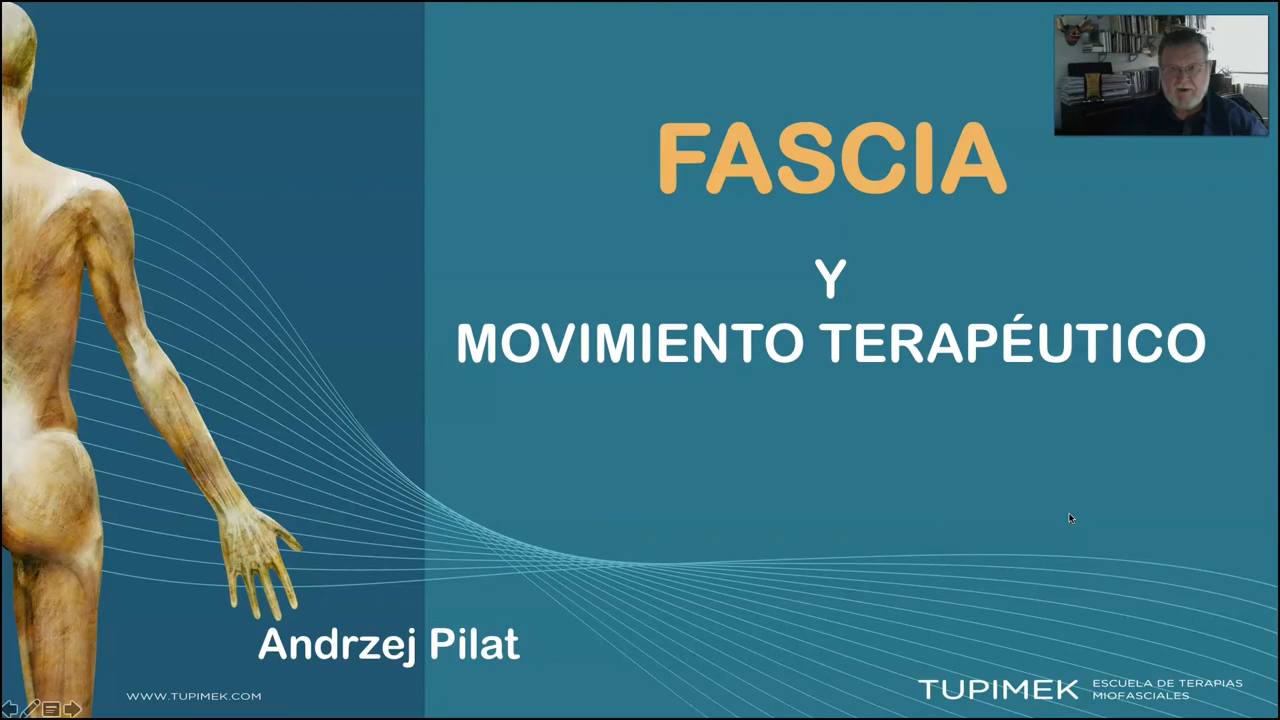 FASCIA
Y
MOVIMIENTO TERAPÉUTICO
Andrzej Pilat
WWW.TUPIMEK.COM
TUPIMEK ESCUELA DE TERAPIAS
MIOFASCIALES